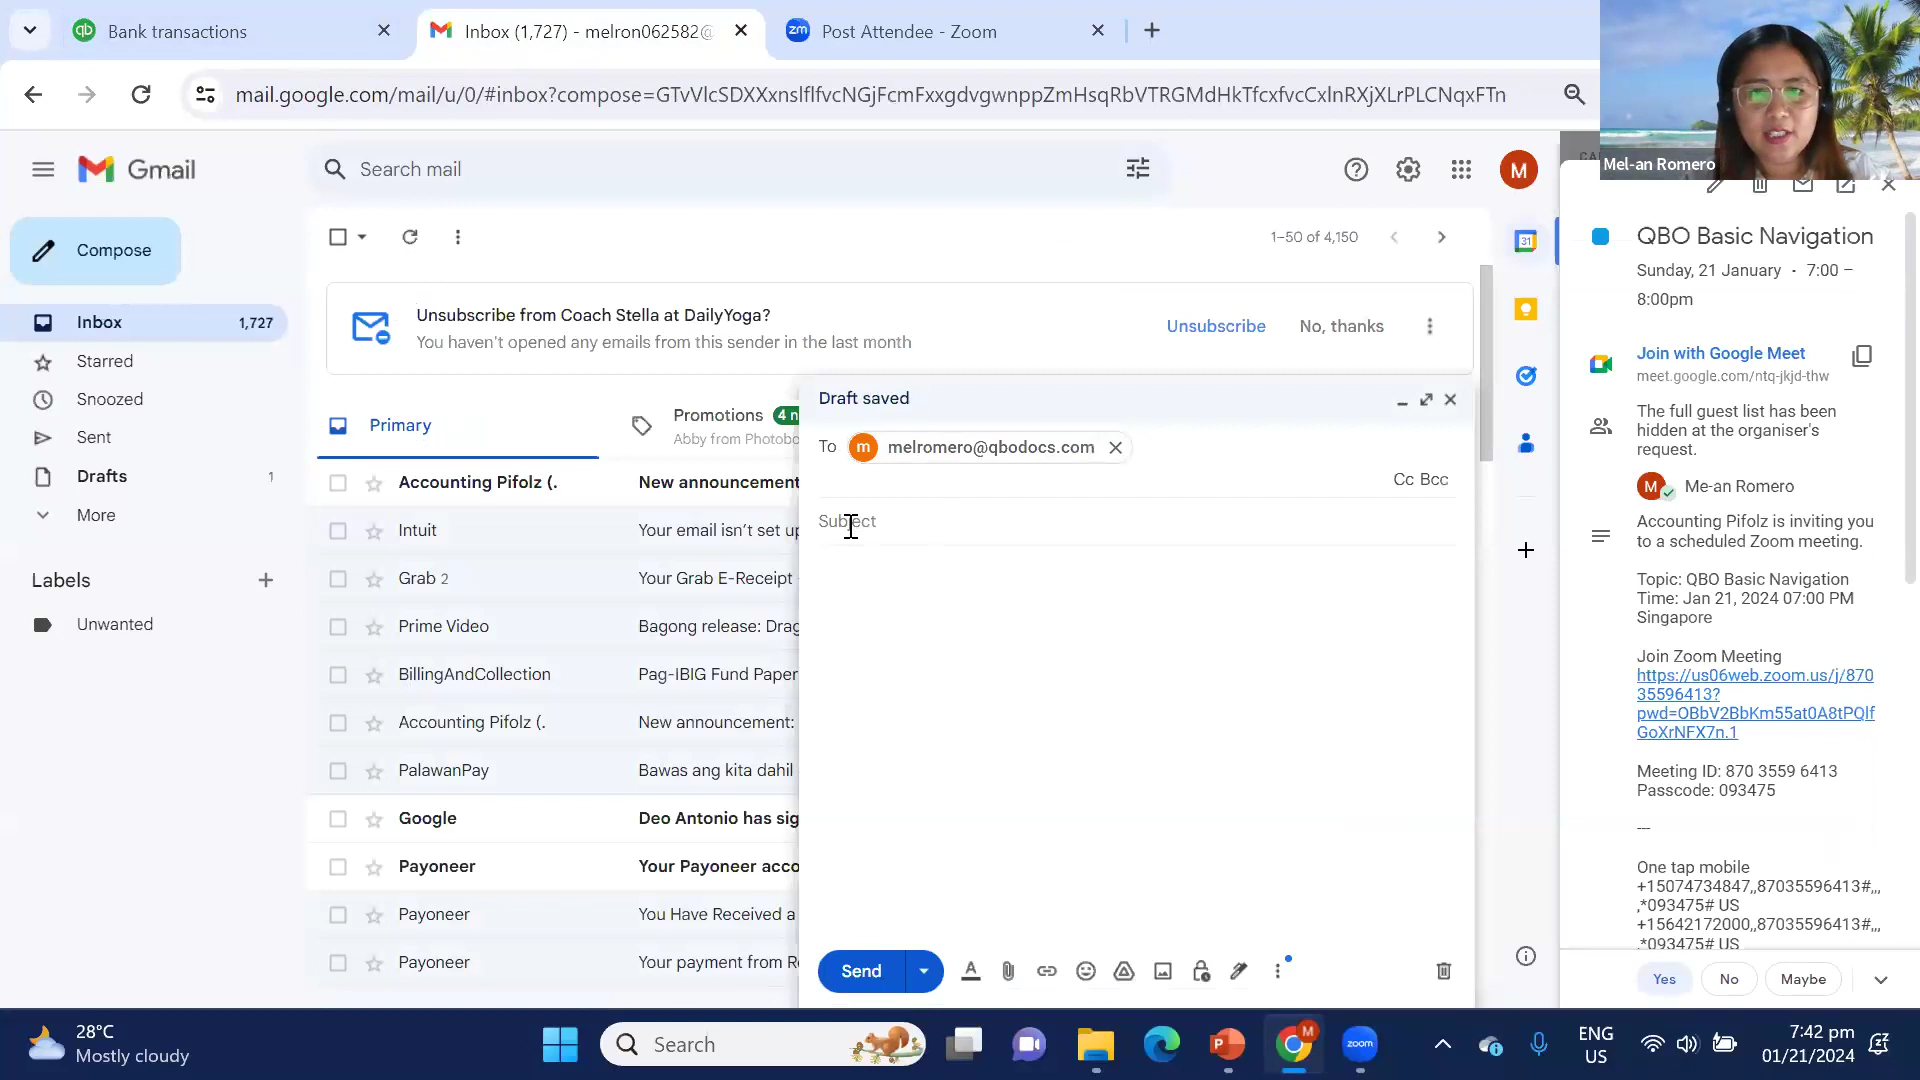 Bank transactions
Inbox (1,727) - melron062582@
Post Attendee - Zoom
mail.google.com/mail/u/0/#inbox?compose=GTvVlcSDXXxnslflfvcNGjFcmFxxgdvgwnppZmHsqRbVTRGMdHkTfcxfvcCxlnRXjXLrPLCNqxFTn
Mel-an Romero
Gmail
Search mail
M
Compose
1–50 of 4,150
Inbox 1,727
Starred
Snoozed
Sent
Drafts 1
More
Labels
Unwanted
Unsubscribe from Coach Stella at DailyYoga?
You haven't opened any emails from this sender in the last month
Unsubscribe
No, thanks
Primary
Promotions 4 n
Abby from Photobo
Accounting Pifolz (. New announcement
Intuit Your email isn't set up
Grab 2 Your Grab E-Receipt
Prime Video Bagong release: Drag
BillingAndCollection Pag-IBIG Fund Paper
Accounting Pifolz (. New announcement:
PalawanPay Bawas ang kita dahil
Google Deo Antonio has sig
Payoneer Your Payoneer acco
Payoneer You Have Received a
Payoneer Your payment from R
Draft saved
To m melromero@qbodocs.com
Cc Bcc
Subject
Send
31
QBO Basic Navigation
Sunday, 21 January · 7:00 –
8:00pm
Join with Google Meet
meet.google.com/ntq-jkjd-thw
The full guest list has been
hidden at the organiser's
request.
M Me-an Romero
Accounting Pifolz is inviting you
to a scheduled Zoom meeting.
Topic: QBO Basic Navigation
Time: Jan 21, 2024 07:00 PM
Singapore
Join Zoom Meeting
https://us06web.zoom.us/j/870
35596413?
pwd=OBbV2BbKm55at0A8tPQlf
GoXrNFX7n.1
Meeting ID: 870 3559 6413
Passcode: 093475
---
One tap mobile
+15074734847,,87035596413#,,,
,*093475# US
+15642172000,,87035596413#,,,
,*093475# US
Yes
No
Maybe
28°C
Mostly cloudy
Search
zoom
ENG
US
7:42 pm
01/21/2024